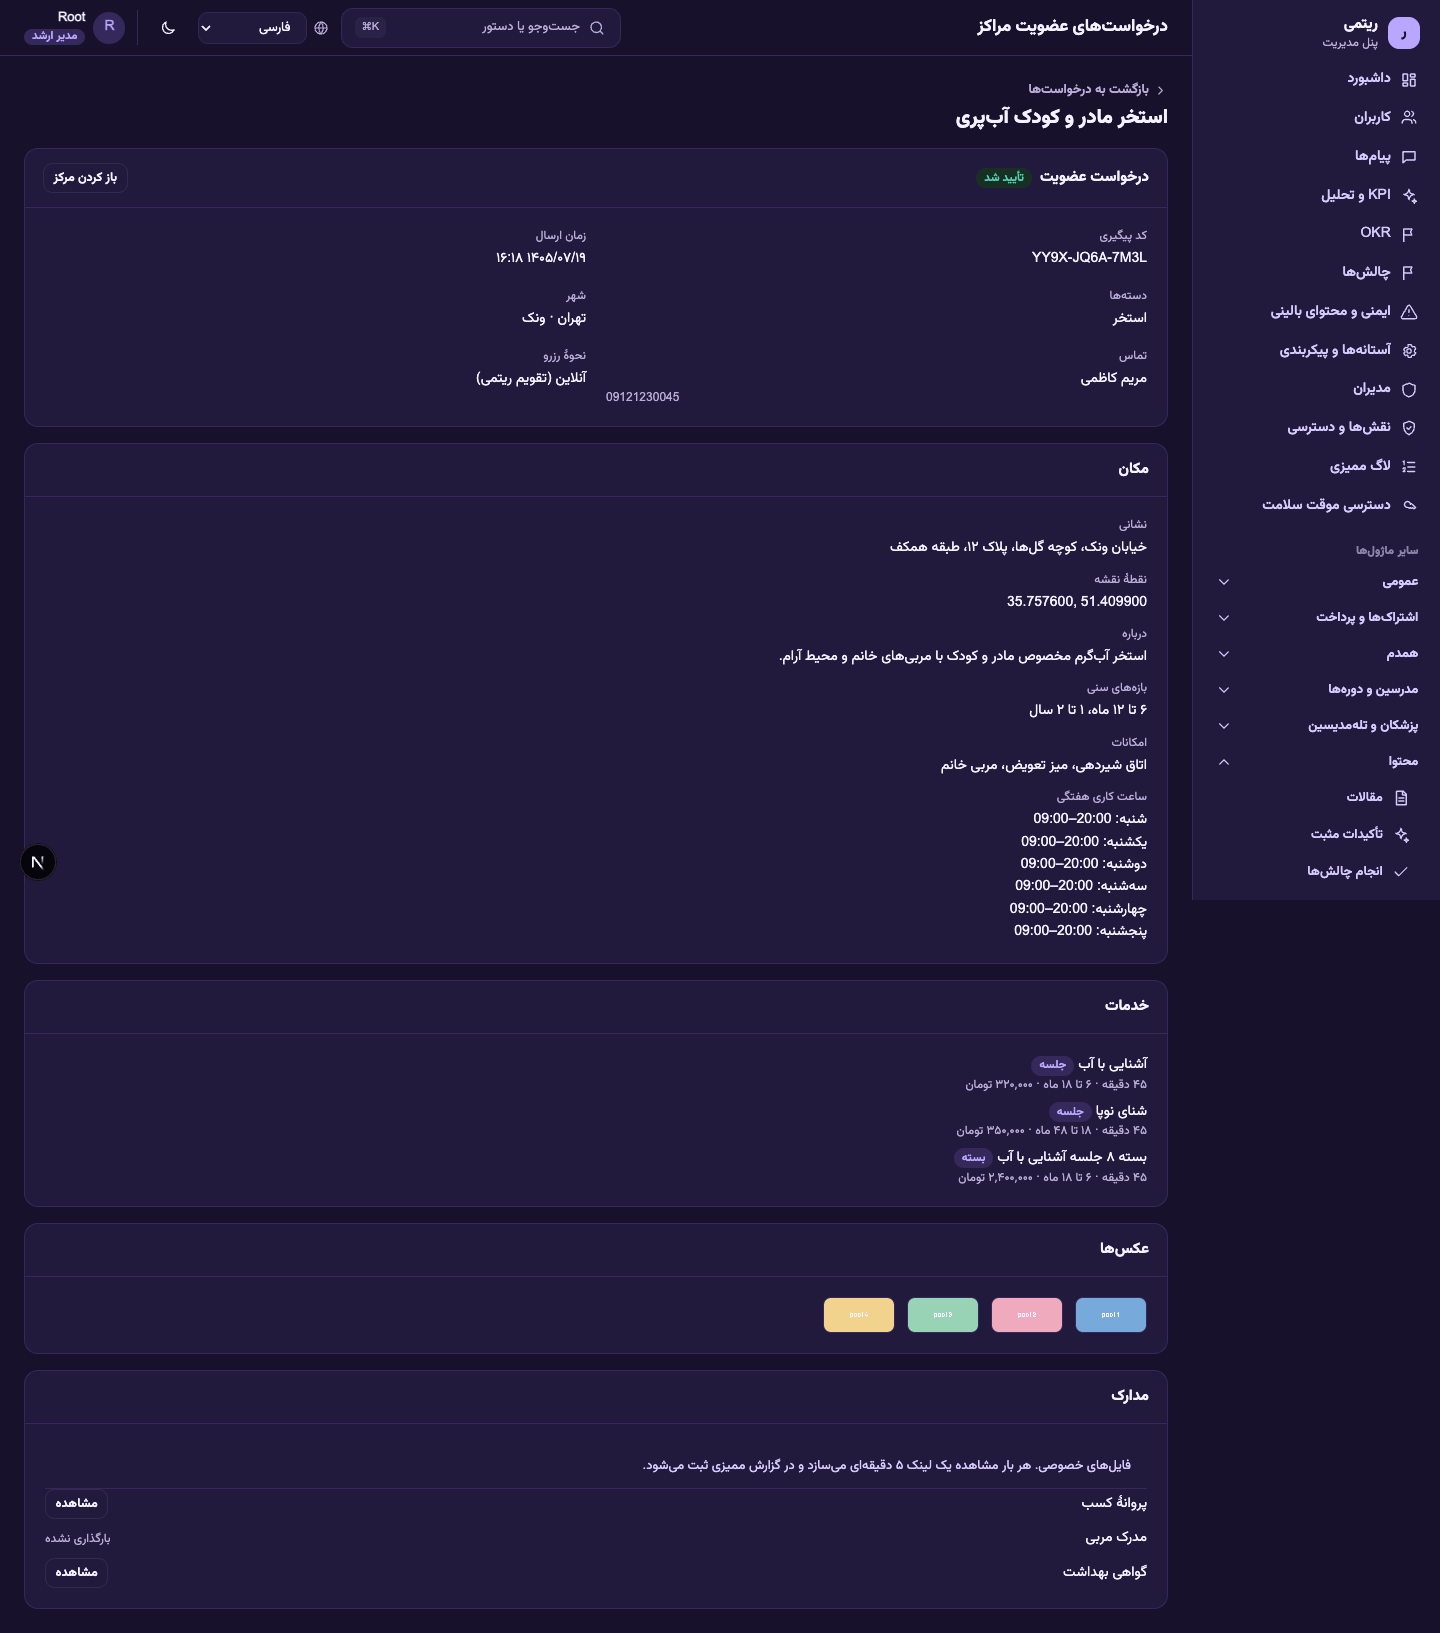 ر
ریتمی
پنل مدیریت
داشبورد
کاربران
پیام‌ها
KPI و تحلیل
OKR
چالش‌ها
ایمنی و محتوای بالینی
آستانه‌ها و پیکربندی
مدیران
نقش‌ها و دسترسی
لاگ ممیزی
دسترسی موقت سلامت
سایر ماژول‌ها
عمومی
اشتراک‌ها و پرداخت
همدم
مدرسین و دوره‌ها
پزشکان و تله‌مدیسین
محتوا
مقالات
تأکیدات مثبت
انجام چالش‌ها
درخواست‌های عضویت مراکز
جست‌وجو یا دستور
⌘K
فارسی
R
Root
مدیر ارشد
بازگشت به درخواست‌ها
استخر مادر و کودک آب‌پری
درخواست عضویت تأیید شد
باز کردن مرکز
کد پیگیری
YY9X-JQ6A-7M3L
زمان ارسال
۱۴۰۵/۰۷/۱۹ ۱۶:۱۸
دسته‌ها
استخر
شهر
تهران · ونک
تماس
مریم کاظمی
09121230045
نحوهٔ رزرو
آنلاین (تقویم ریتمی)
مکان
نشانی
خیابان ونک، کوچه گل‌ها، پلاک ۱۲، طبقه همکف
نقطهٔ نقشه
35.757600, 51.409900
درباره
استخر آب‌گرم مخصوص مادر و کودک با مربی‌های خانم و محیط آرام.
بازه‌های سنی
۶ تا ۱۲ ماه، ۱ تا ۲ سال
امکانات
اتاق شیردهی، میز تعویض، مربی خانم
ساعت کاری هفتگی
شنبه: 09:00–20:00
یکشنبه: 09:00–20:00
دوشنبه: 09:00–20:00
سه‌شنبه: 09:00–20:00
چهارشنبه: 09:00–20:00
پنجشنبه: 09:00–20:00
N
خدمات
آشنایی با آب جلسه
۴۵ دقیقه · ۶ تا ۱۸ ماه · ۳۲۰٬۰۰۰ تومان
شنای نوپا جلسه
۴۵ دقیقه · ۱۸ تا ۴۸ ماه · ۳۵۰٬۰۰۰ تومان
بسته ۸ جلسه آشنایی با آب بسته
۴۵ دقیقه · ۶ تا ۱۸ ماه · ۲٬۴۰۰٬۰۰۰ تومان
عکس‌ها
pool 1
pool 2
pool 3
pool 4
مدارک
فایل‌های خصوصی. هر بار مشاهده یک لینک ۵ دقیقه‌ای می‌سازد و در گزارش ممیزی ثبت می‌شود.
پروانهٔ کسب
مشاهده
مدرک مربی
بارگذاری نشده
گواهی بهداشت
مشاهده